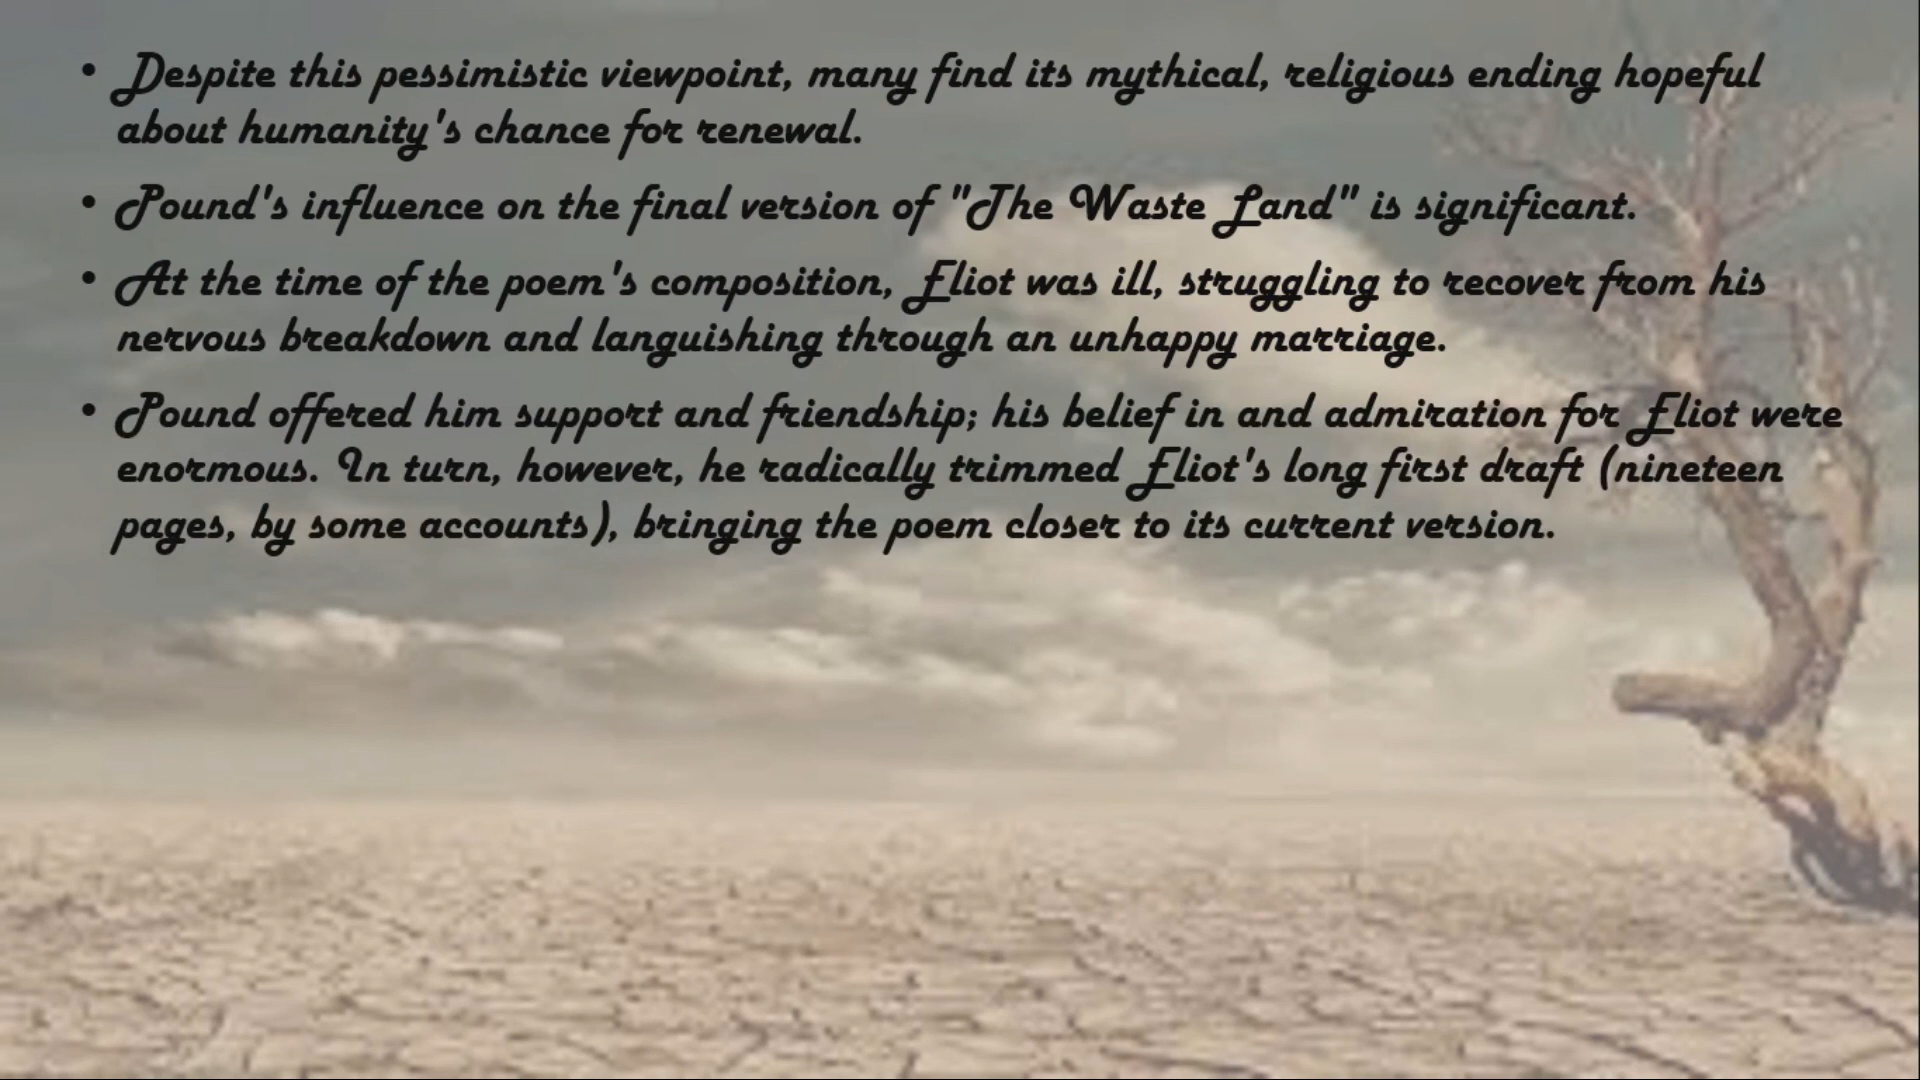 • Despite this pessimistic viewpoint, many find its mythical, religious ending hopeful
about humanity's chance for renewal.
• Pound's influence on the final version of "The Waste Land" is significant.
• At the time of the poem's composition, Eliot was ill, struggling to recover from his
nervous breakdown and languishing through an unhappy marriage.
• Pound offered him support and friendship; his belief in and admiration for Eliot were
enormous. In turn, however, he radically trimmed Eliot's long first draft (nineteen
pages, by some accounts), bringing the poem closer to its current version.